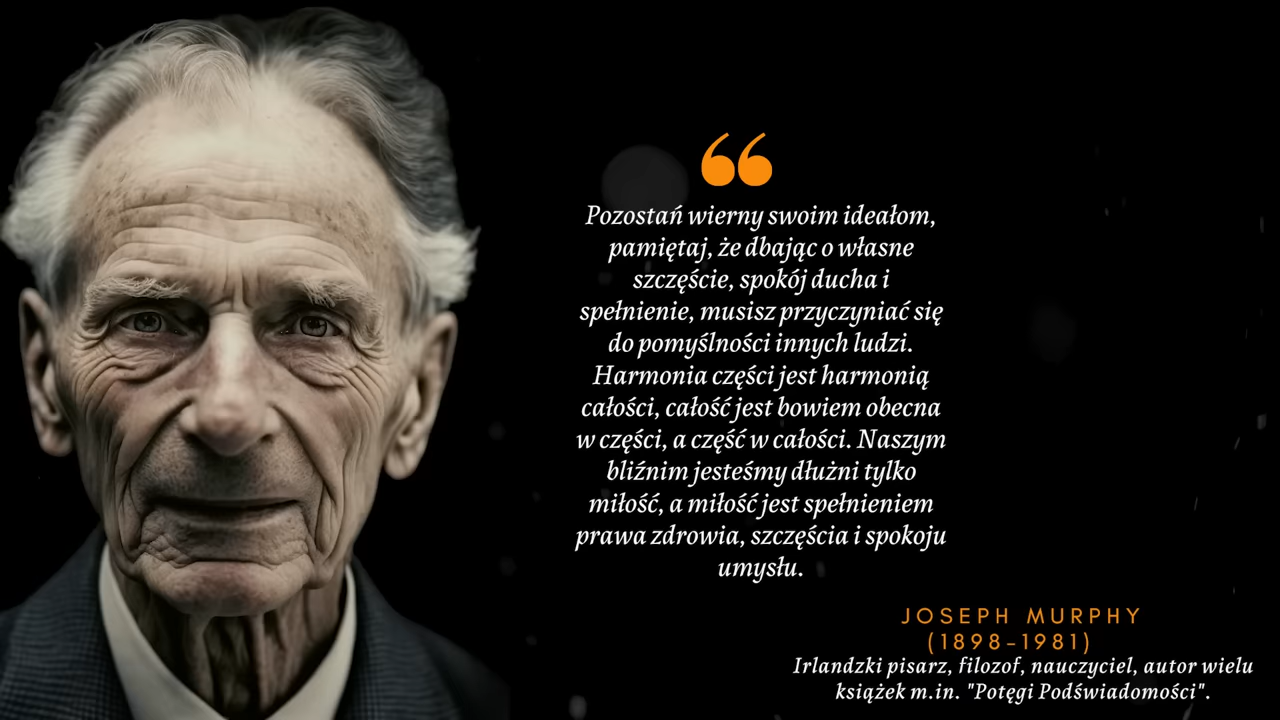 “
Pozostań wierny swoim ideałom,
pamiętaj, że dbając o własne
szczęście, spokój ducha i
spełnienie, musisz przyczyniać się
do pomyślności innych ludzi.
Harmonia części jest harmonią
całości, całość jest bowiem obecna
w części, a część w całości. Naszym
bliźnim jesteśmy dłużni tylko
miłość, a miłość jest spełnieniem
prawa zdrowia, szczęścia i spokoju
umysłu.
JOSEPH MURPHY
(1898-1981)
Irlandzki pisarz, filozof, nauczyciel, autor wielu
książek m.in. "Potęgi Podświadomości".